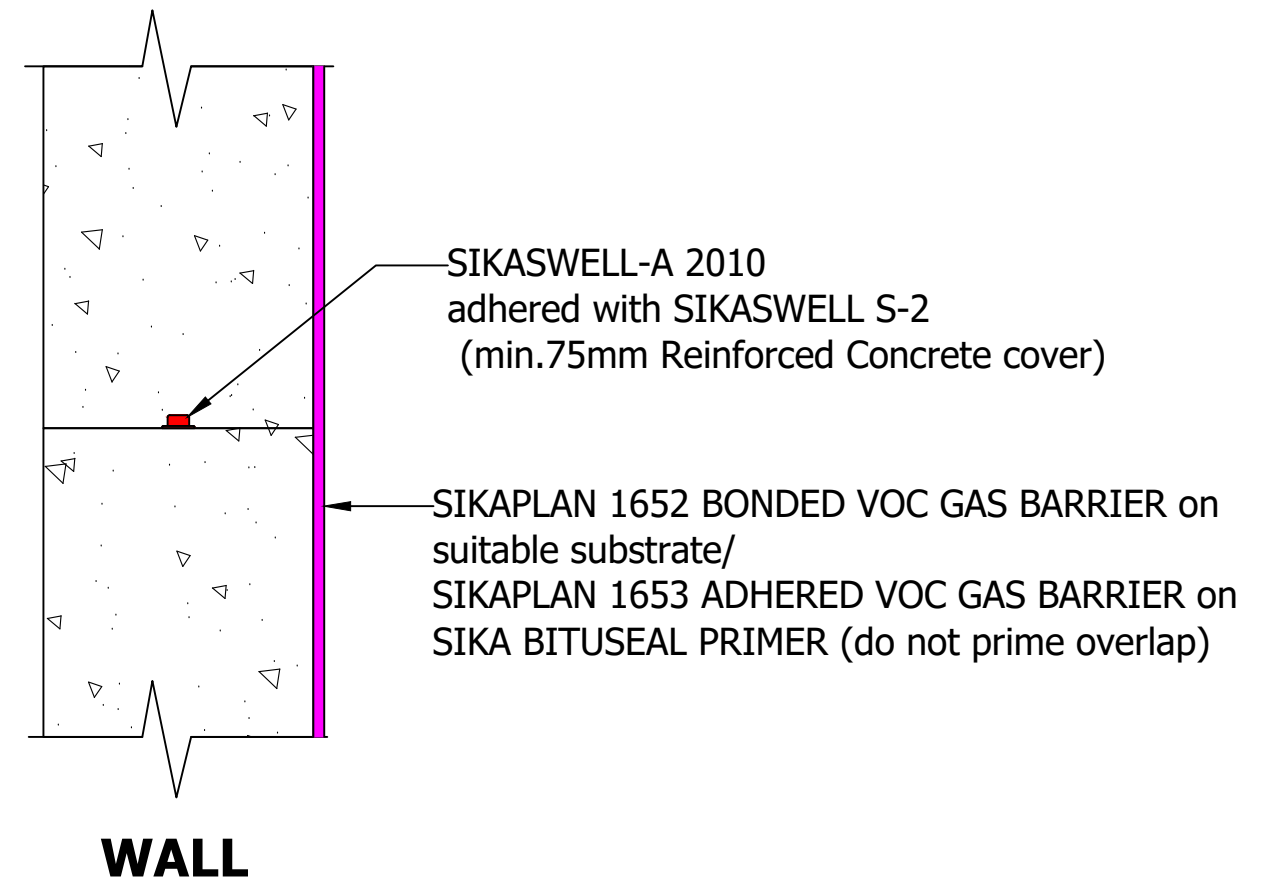 SIKASWELL-A 2010
adhered with SIKASWELL S-2
(min.75mm Reinforced Concrete cover)
SIKAPLAN 1652 BONDED VOC GAS BARRIER on
suitable substrate/
SIKAPLAN 1653 ADHERED VOC GAS BARRIER on
SIKA BITUSEAL PRIMER (do not prime overlap)
WALL